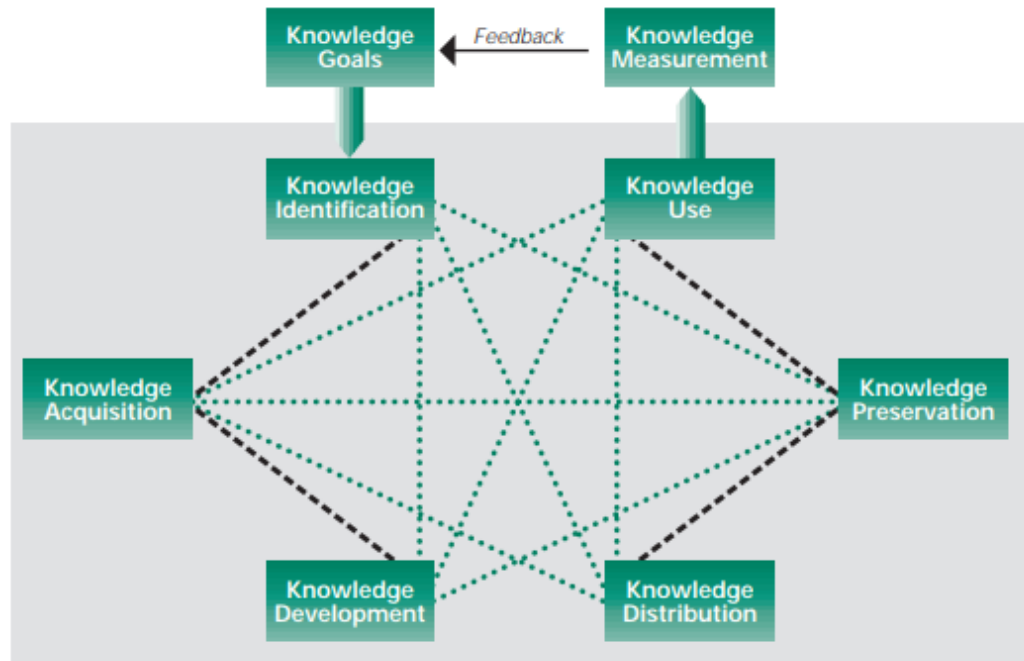 Knowledge
Goals
Feedback
Knowledge
Measurement
Knowledge
Identification
Knowledge
Use
Knowledge
Acquisition
Knowledge
Preservation
Knowledge
Development
Knowledge
Distribution